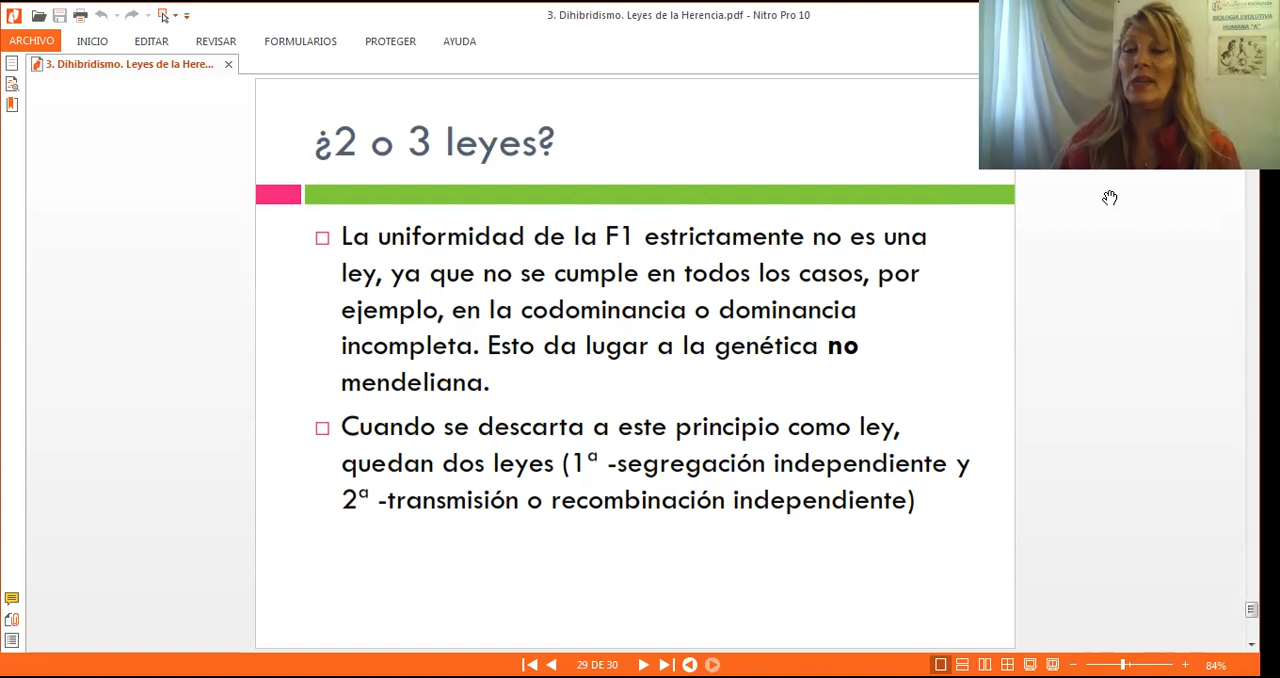 3. Dihibridismo. Leyes de la Herencia.pdf - Nitro Pro 10
ARCHIVO INICIO EDITAR REVISAR FORMULARIOS PROTEGER AYUDA
3. Dihibridismo. Leyes de la Here...
BIOLOGÍA EVOLUTIVA
HUMANA "A"
¿2 o 3 leyes?
La uniformidad de la F1 estrictamente no es una
ley, ya que no se cumple en todos los casos, por
ejemplo, en la codominancia o dominancia
incompleta. Esto da lugar a la genética no
mendeliana.
Cuando se descarta a este principio como ley,
quedan dos leyes (1ª -segregación independiente y
2ª -transmisión o recombinación independiente)
29 DE 30
84%